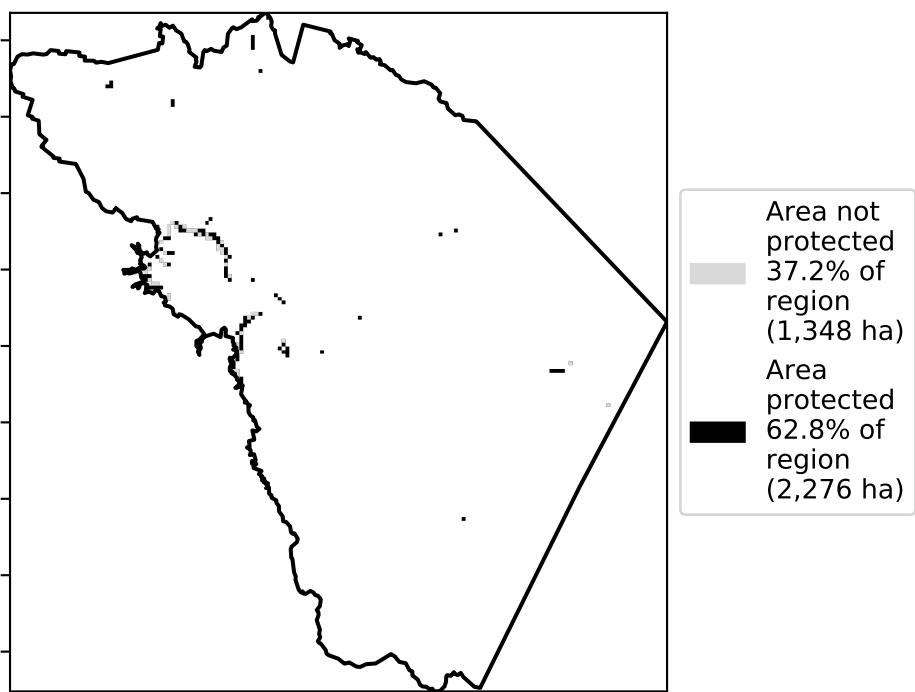 Area not
protected
37.2% of
region
(1,348 ha)
Area
protected
62.8% of
region
(2,276 ha)